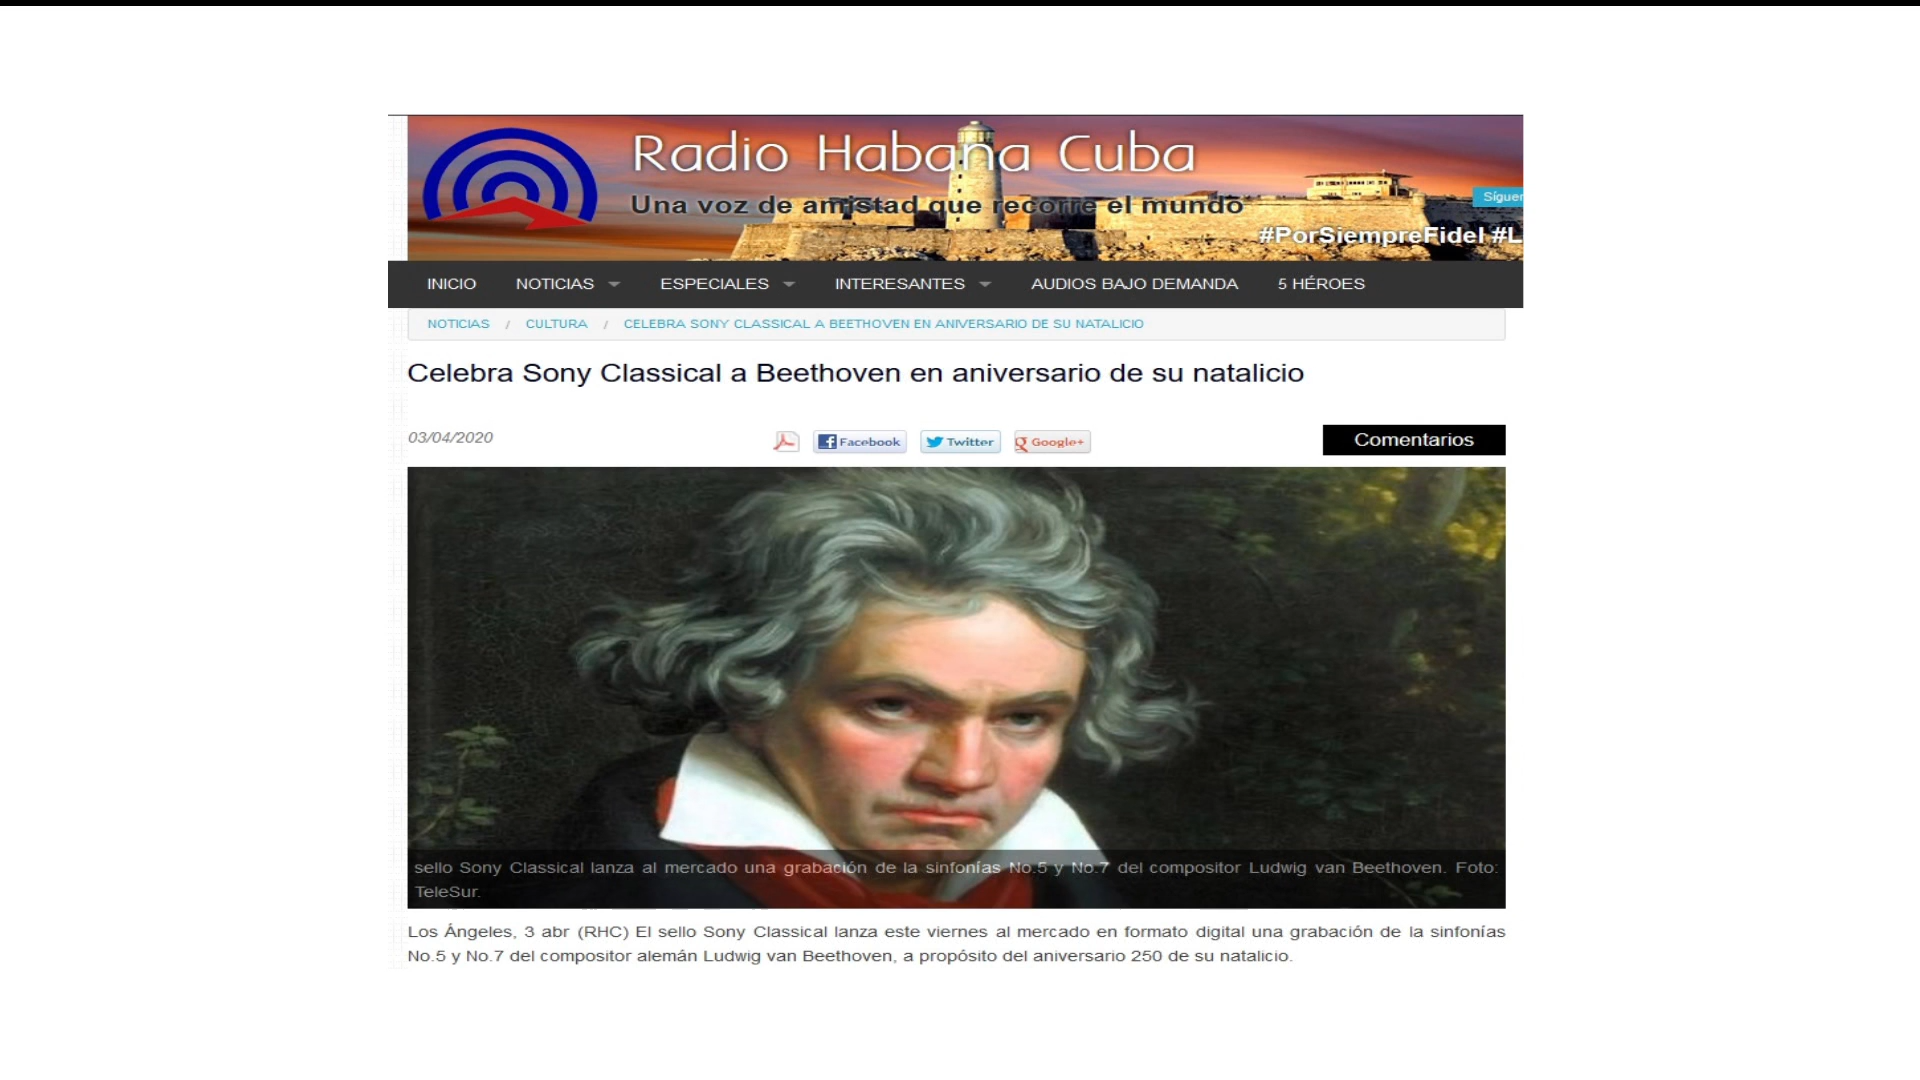 Radio Habana Cuba
Una voz de amistad que recorre el mundo
Síguen
#PorSiempreFidel #L
INICIO NOTICIAS ESPECIALES INTERESANTES AUDIOS BAJO DEMANDA 5 HÉROES
NOTICIAS / CULTURA / CELEBRA SONY CLASSICAL A BEETHOVEN EN ANIVERSARIO DE SU NATALICIO
Celebra Sony Classical a Beethoven en aniversario de su natalicio
03/04/2020 Facebook Twitter Google+ Comentarios
sello Sony Classical lanza al mercado una grabación de la sinfonías No.5 y No.7 del compositor Ludwig van Beethoven. Foto:
TeleSur.
Los Ángeles, 3 abr (RHC) El sello Sony Classical lanza este viernes al mercado en formato digital una grabación de la sinfonías
No.5 y No.7 del compositor alemán Ludwig van Beethoven, a propósito del aniversario 250 de su natalicio.